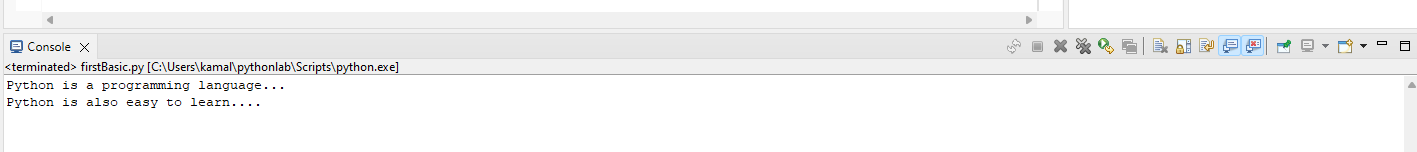 Console
<terminated> firstBasic.py [C:\Users\kamal\pythonlab\Scripts\python.exe]
Python is a programming language...
Python is also easy to learn....